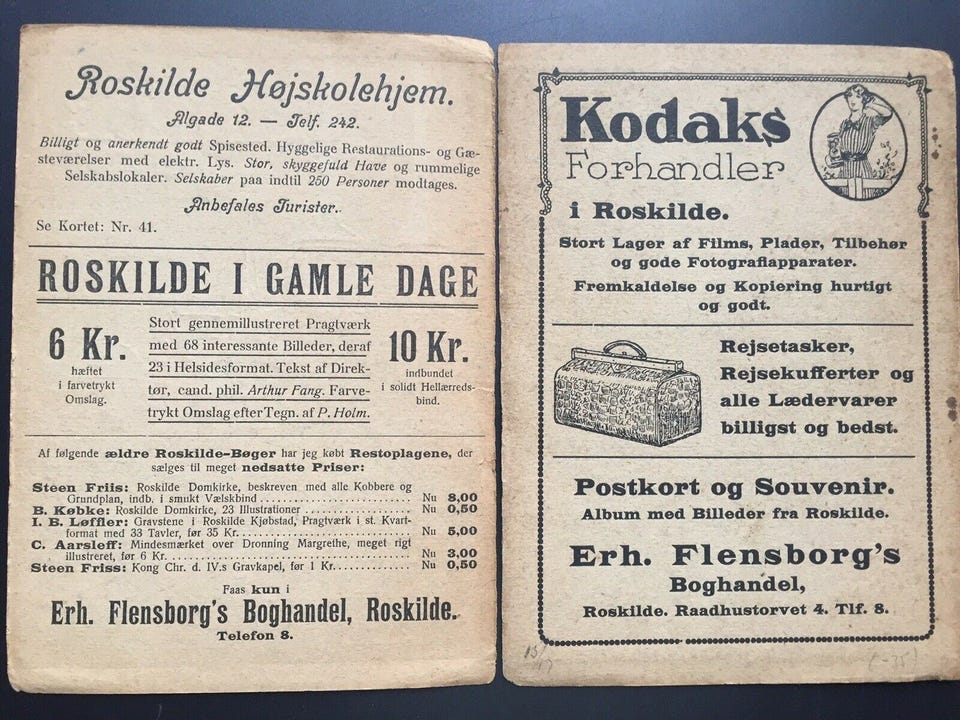 Roskilde Højskolehjem.
Algade 12. — Telf. 242.
Billigt og anerkendt godt Spisested. Hyggelige Restaurations- og Gæ-
steværelser med elektr. Lys. Stor, skyggefuld Have og rummelige
Selskabslokaler. Selskaber paa indtil 250 Personer modtages.
Anbefales Turister.
Se Kortet: Nr. 41.
ROSKILDE I GAMLE DAGE
6 Kr.
hæftet
i farvetrykt
Omslag.
Stort gennemillustreret Pragtværk
med 68 interessante Billeder, deraf
23 i Helsidesformat. Tekst af Direk-
tør, cand. phil. Arthur Fang. Farve-
trykt Omslag efter Tegn. af P. Holm.
10 Kr.
indbundet
i solidt Hellærreds-
bind.
Af følgende ældre Roskilde-Bøger har jeg købt Restoplagene, der
sælges til meget nedsatte Priser:
Steen Friis: Roskilde Domkirke, beskreven med alle Kobbere og
Grundplan, indb. i smukt Vælskbind ........ Nu 8,00
B. Købke: Roskilde Domkirke, 23 Illustrationer ........ Nu 0,50
I. B. Løffler: Gravstene i Roskilde Kjøbstad, Pragtværk i st. Kvart-
format med 33 Tavler, før 35 Kr. ........ Nu 5,00
C. Aarsleff: Mindesmærket over Dronning Margrethe, meget rigt
illustreret, før 6 Kr. ........ Nu 3,00
Steen Friss: Kong Chr. d. IV.s Gravkapel, før 1 Kr. ........ Nu 0,50
Faas kun i
Erh. Flensborg's Boghandel, Roskilde.
Telefon 8.
Kodaks
Forhandler
i Roskilde.
Stort Lager af Films, Plader, Tilbehør
og gode Fotografiapparater.
Fremkaldelse og Kopiering hurtigt
og godt.
Rejsetasker,
Rejsekufferter og
alle Lædervarer
billigst og bedst.
Postkort og Souvenir.
Album med Billeder fra Roskilde.
Erh. Flensborg's
Boghandel,
Roskilde. Raadhustorvet 4. Tlf. 8.